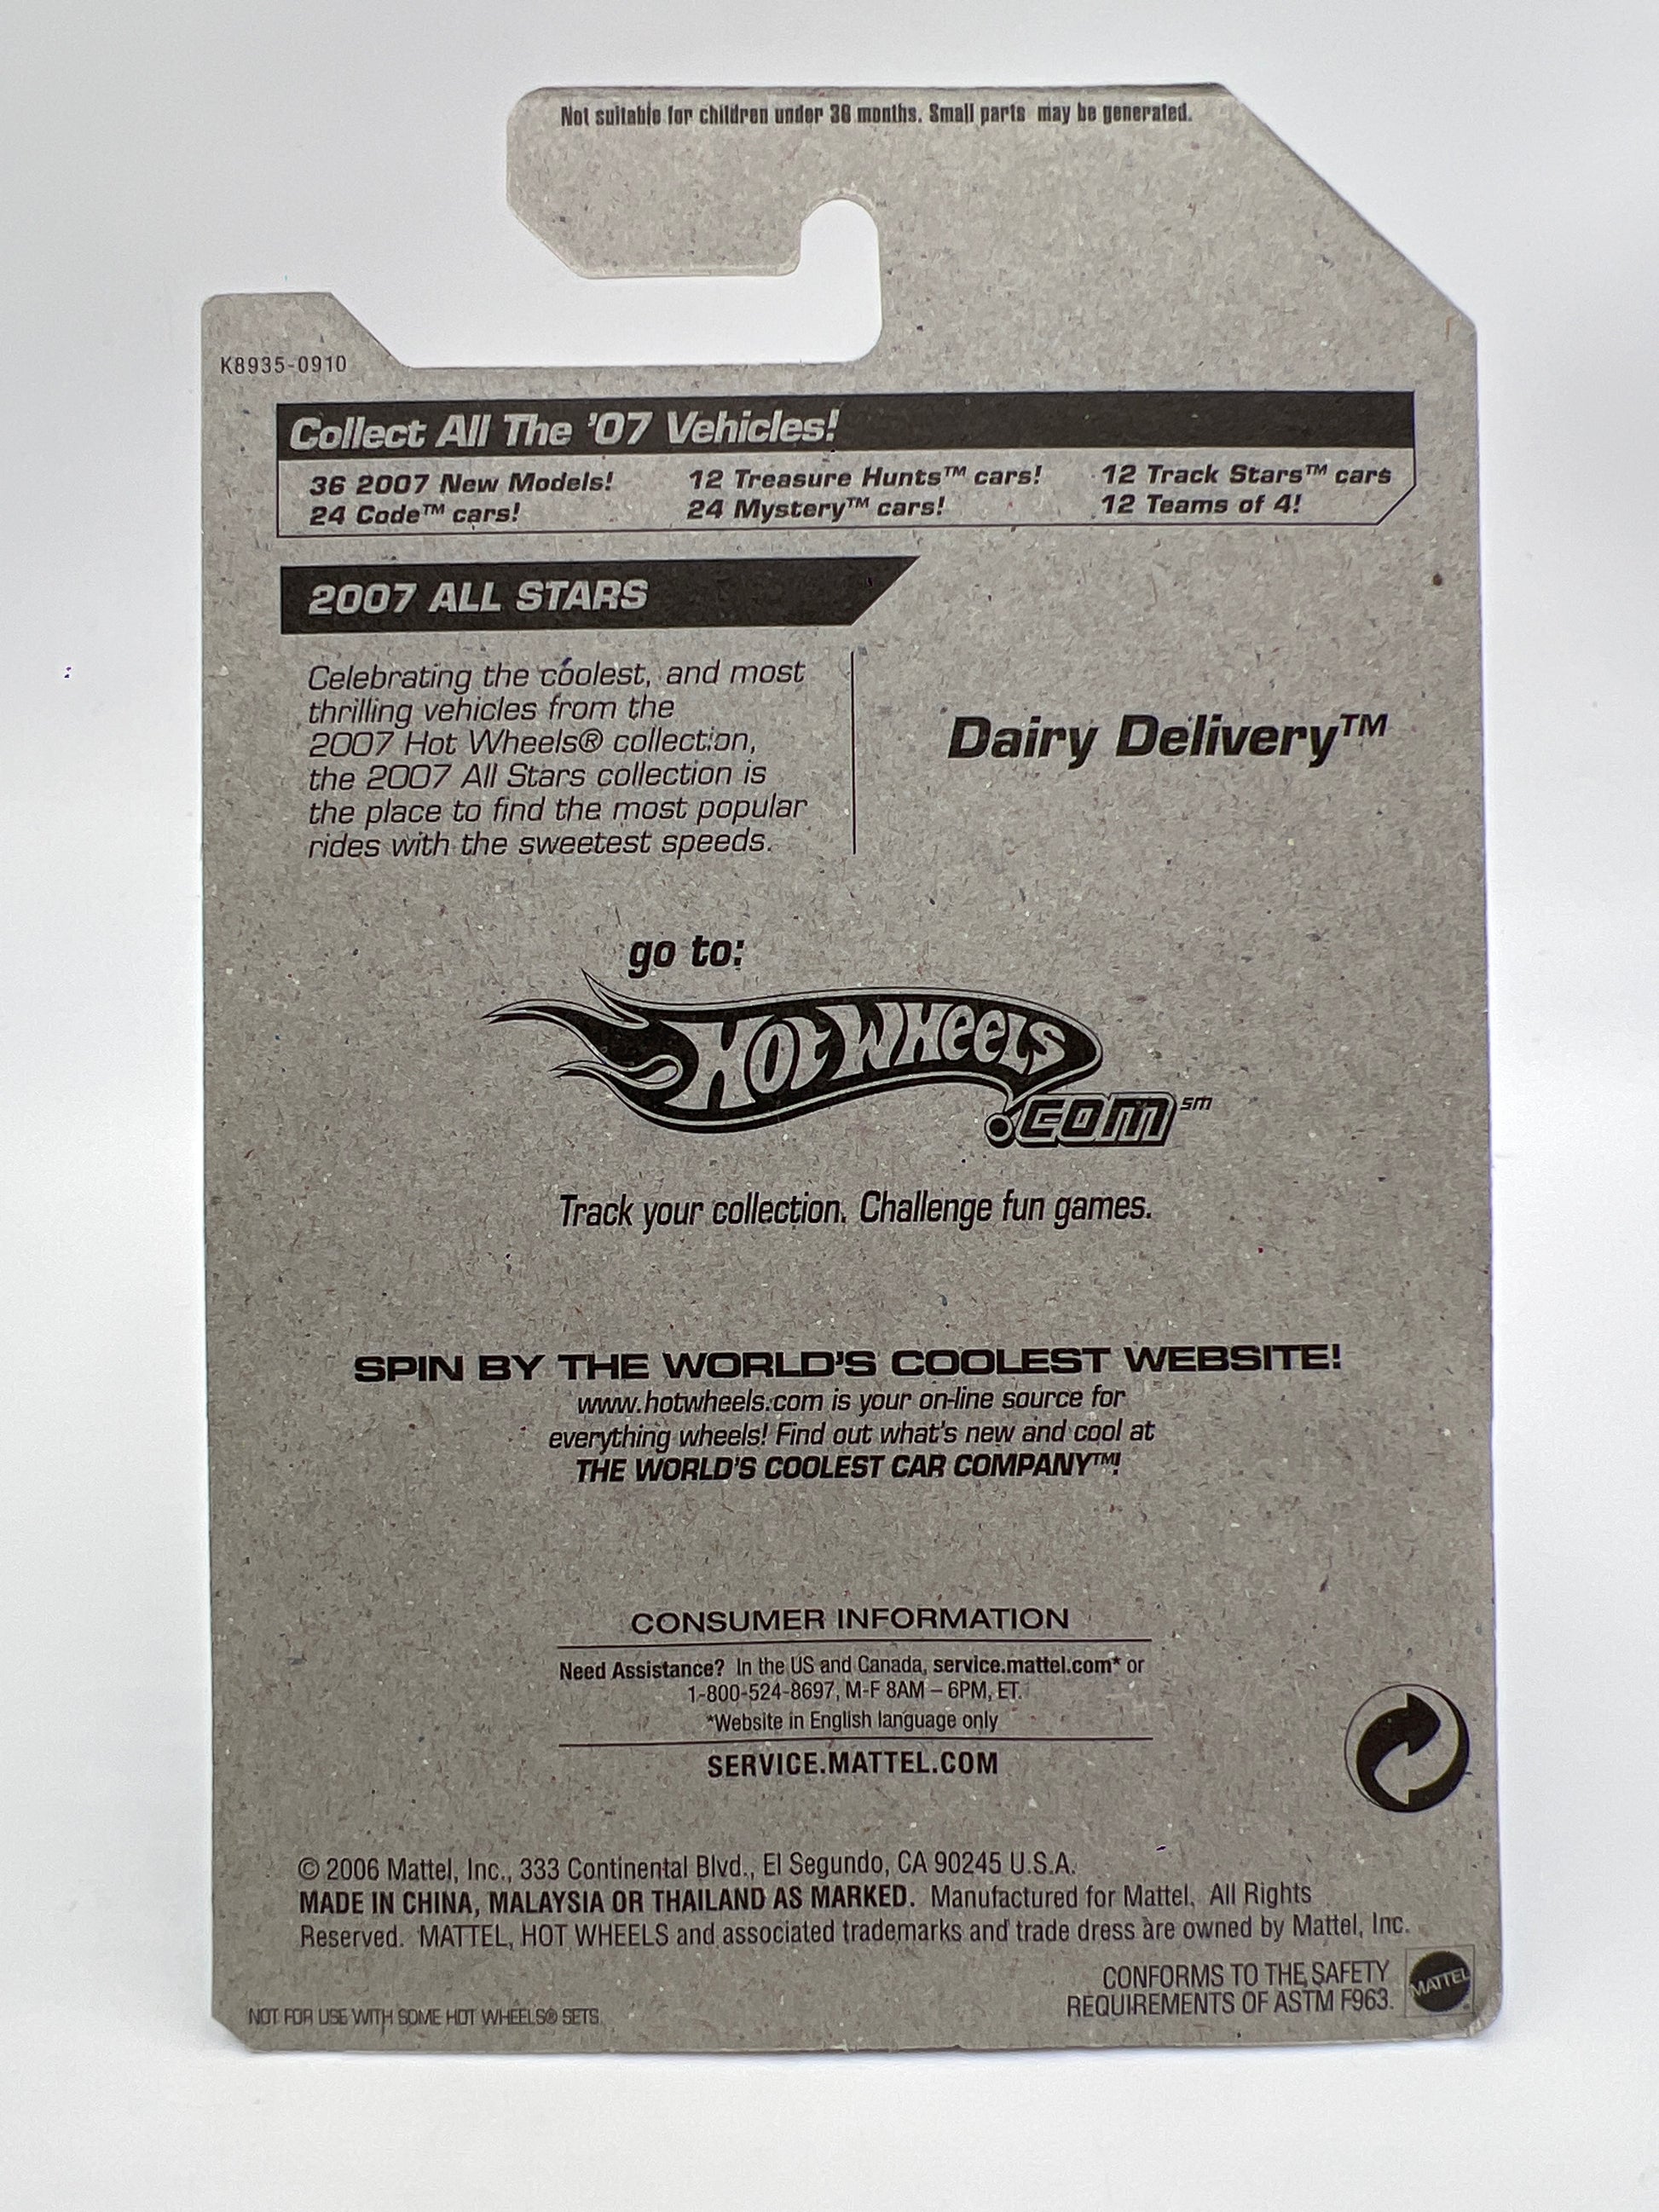 Not suitable for children under 36 months. Small parts may be generated.
K8935-0910
Collect All The '07 Vehicles!
36 2007 New Models! 12 Treasure Hunts™ cars! 12 Track Stars™ cars
24 Code™ cars! 24 Mystery™ cars! 12 Teams of 4!
2007 ALL STARS
Celebrating the coolest, and most
thrilling vehicles from the
2007 Hot Wheels® collection,
the 2007 All Stars collection is
the place to find the most popular
rides with the sweetest speeds.
Dairy Delivery™
go to:
HOT WHEELS
.COM℠
Track your collection. Challenge fun games.
SPIN BY THE WORLD'S COOLEST WEBSITE!
www.hotwheels.com is your on-line source for
everything wheels! Find out what's new and cool at
THE WORLD'S COOLEST CAR COMPANY™!
CONSUMER INFORMATION
Need Assistance? In the US and Canada, service.mattel.com* or
1-800-524-8697, M-F 8AM – 6PM, ET.
*Website in English language only
SERVICE.MATTEL.COM
© 2006 Mattel, Inc., 333 Continental Blvd., El Segundo, CA 90245 U.S.A.
MADE IN CHINA, MALAYSIA OR THAILAND AS MARKED. Manufactured for Mattel. All Rights
Reserved. MATTEL, HOT WHEELS and associated trademarks and trade dress are owned by Mattel, Inc.
CONFORMS TO THE SAFETY
REQUIREMENTS OF ASTM F963.
MATTEL
NOT FOR USE WITH SOME HOT WHEELS® SETS.